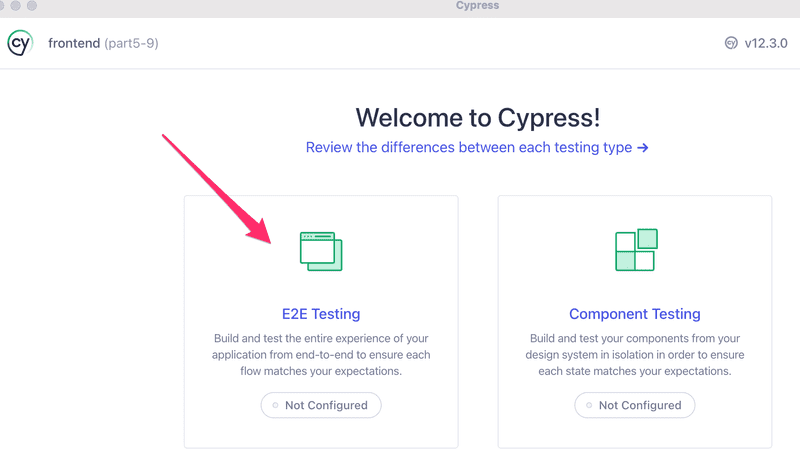 Cypress
cy frontend (part5-9)
cy v12.3.0
Welcome to Cypress!
Review the differences between each testing type →
E2E Testing
Build and test the entire experience of your
application from end-to-end to ensure each
flow matches your expectations.
Not Configured
Component Testing
Build and test your components from your
design system in isolation in order to ensure
each state matches your expectations.
Not Configured